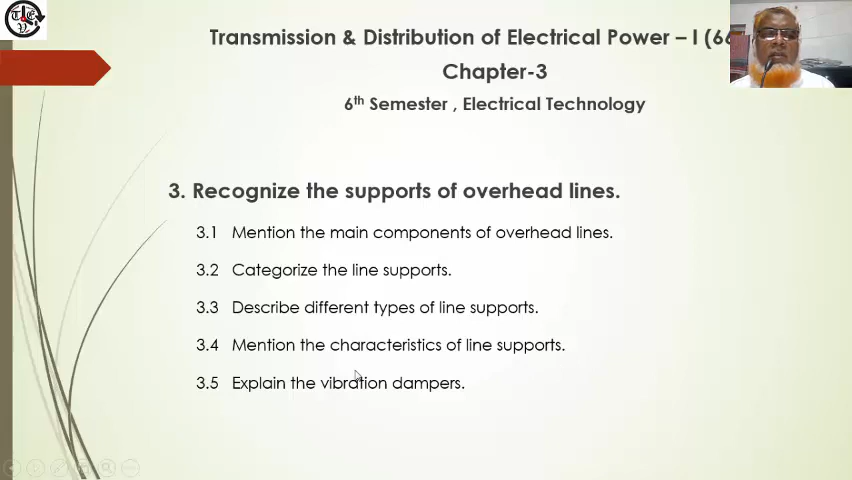 Transmission & Distribution of Electrical Power – I (66
Chapter-3
6th Semester , Electrical Technology
3. Recognize the supports of overhead lines.
3.1 Mention the main components of overhead lines.
3.2 Categorize the line supports.
3.3 Describe different types of line supports.
3.4 Mention the characteristics of line supports.
3.5 Explain the vibration dampers.